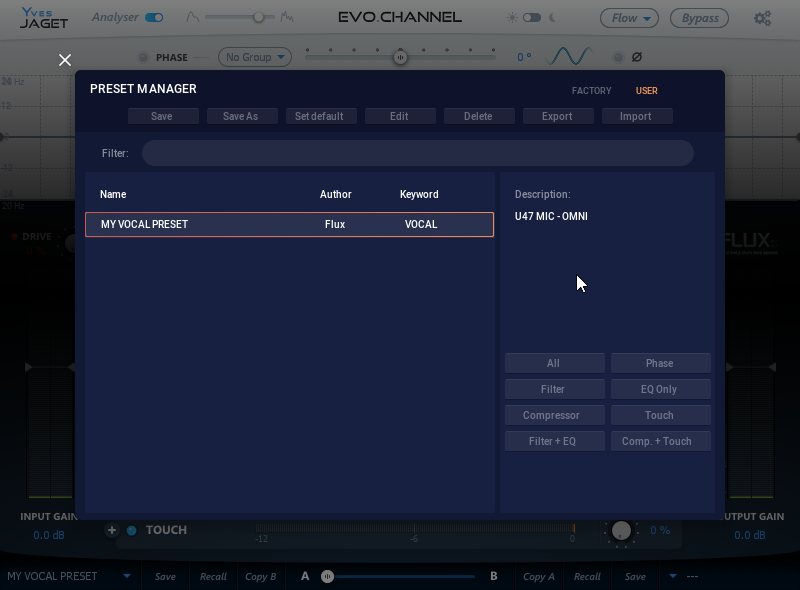 YVES
JAGET
Analyser
EVO.CHANNEL
Flow
Bypass
PHASE
No Group
0 °
Ø
PRESET MANAGER
FACTORY
USER
Save
Save As
Set default
Edit
Delete
Export
Import
Filter:
Name
Author
Keyword
MY VOCAL PRESET
Flux
VOCAL
Description:
U47 MIC - OMNI
All
Phase
Filter
EQ Only
Compressor
Touch
Filter + EQ
Comp. + Touch
20 Hz
DRIVE
FLUX::
INPUT GAIN
0.0 dB
TOUCH
-12
-6
0
0 %
UTPUT GAIN
0.0 dB
MY VOCAL PRESET
Save
Recall
Copy B
A
B
Copy A
Recall
Save
---